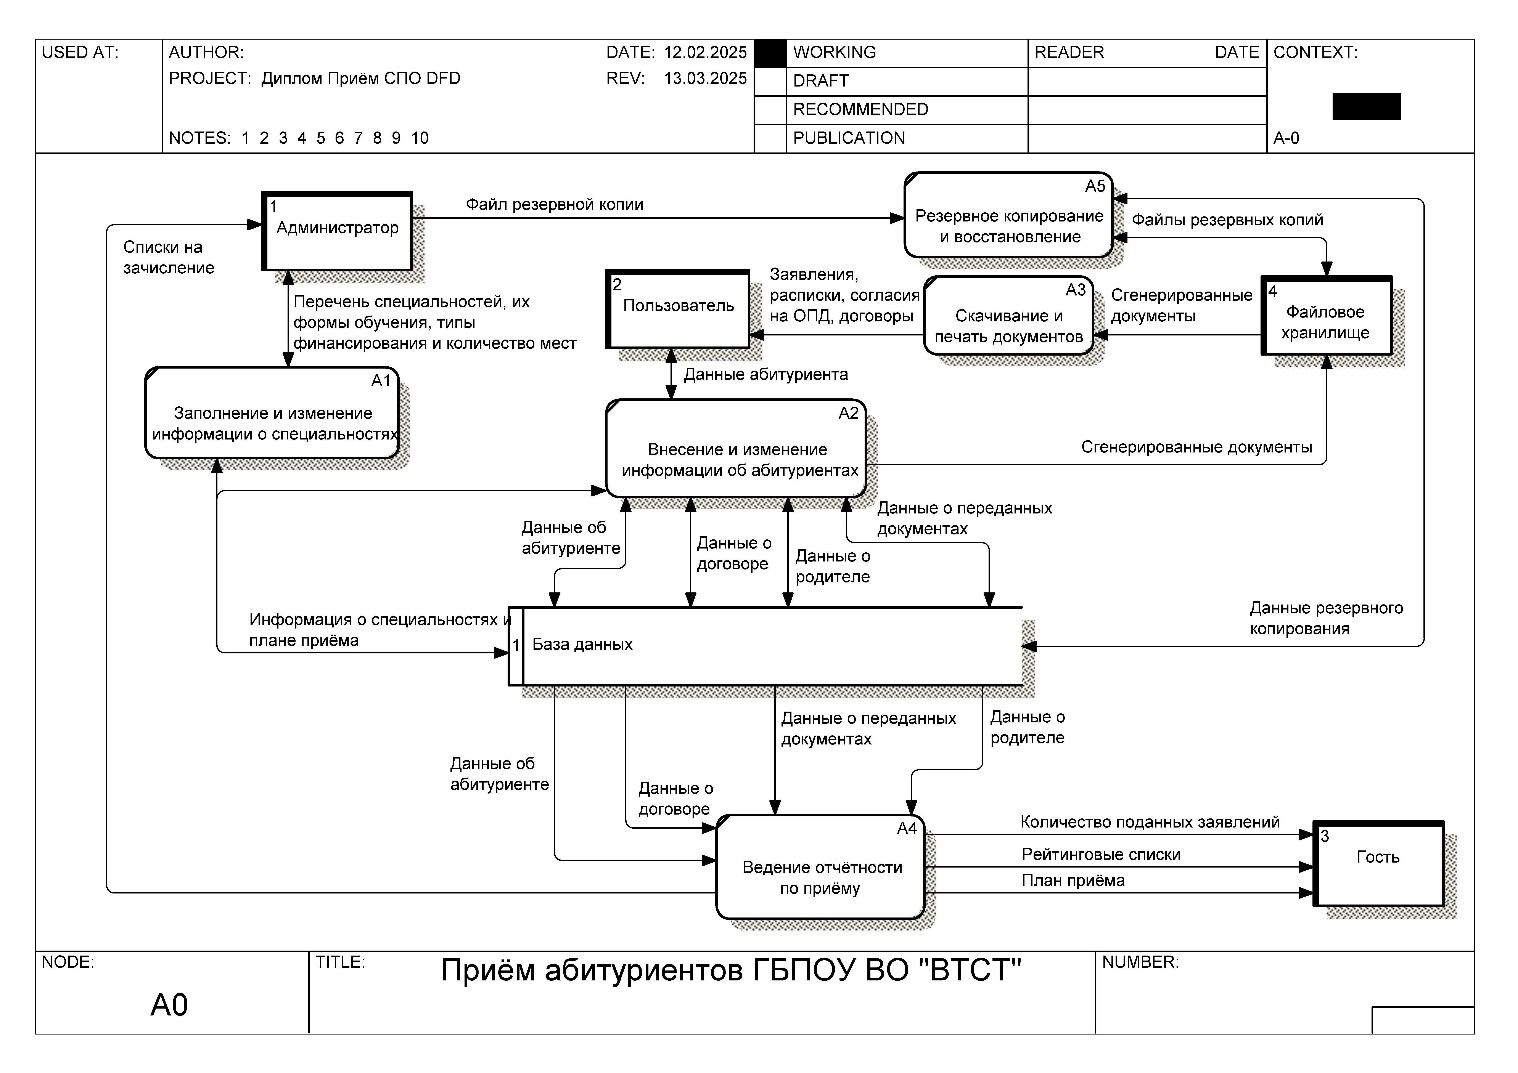 USED AT:
AUTHOR:
DATE: 12.02.2025
PROJECT: Диплом Приём СПО DFD
REV: 13.03.2025
NOTES: 1 2 3 4 5 6 7 8 9 10
WORKING
DRAFT
RECOMMENDED
PUBLICATION
READER
DATE
CONTEXT:
A-0
1
Администратор
Файл резервной копии
A5
Резервное копирование
и восстановление
Файлы резервных копий
Списки на
зачисление
2
Пользователь
Заявления,
расписки, согласия
на ОПД, договоры
A3
Скачивание и
печать документов
Сгенерированные
документы
4
Файловое
хранилище
Перечень специальностей, их
формы обучения, типы
финансирования и количество мест
Данные абитуриента
A1
Заполнение и изменение
информации о специальностях
A2
Внесение и изменение
информации об абитуриентах
Сгенерированные документы
Данные об
абитуриенте
Данные о
договоре
Данные о
родителе
Данные о переданных
документах
Информация о специальностях и
плане приёма
1
База данных
Данные резервного
копирования
Данные об
абитуриенте
Данные о
договоре
Данные о переданных
документах
Данные о
родителе
A4
Ведение отчётности
по приёму
Количество поданных заявлений
Рейтинговые списки
План приёма
3
Гость
NODE:
A0
TITLE:
Приём абитуриентов ГБПОУ ВО "ВТСТ"
NUMBER: